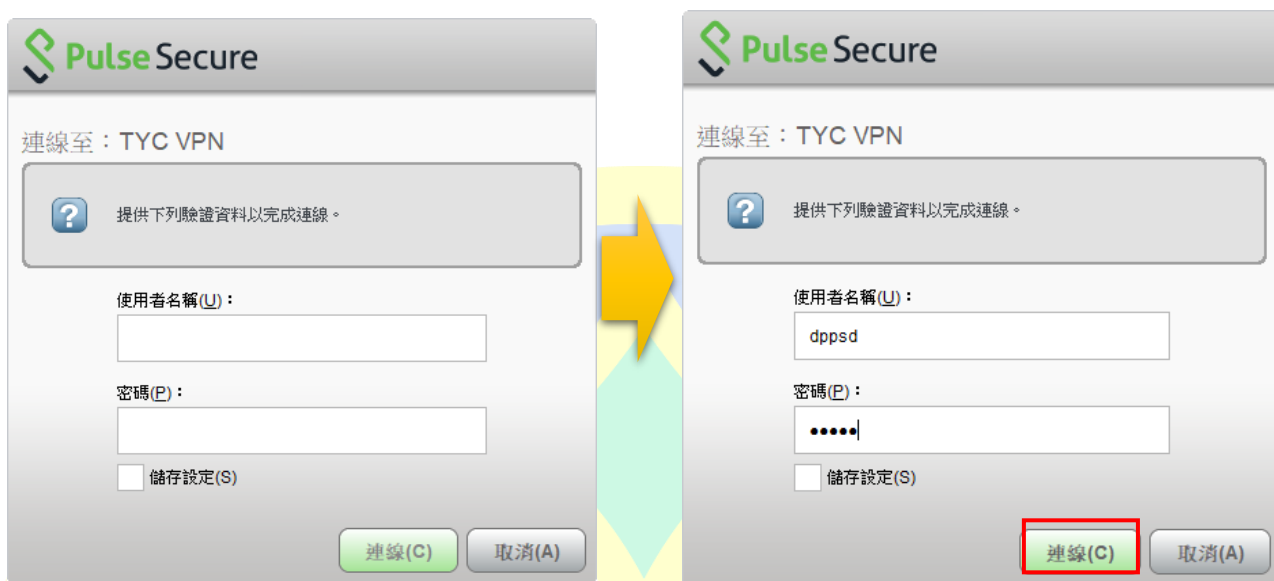 Pulse Secure
連線至：TYC VPN
提供下列驗證資料以完成連線。
使用者名稱(U)：
密碼(P)：
儲存設定(S)
連線(C) 取消(A)
Pulse Secure
連線至：TYC VPN
提供下列驗證資料以完成連線。
使用者名稱(U)：
dppsd
密碼(P)：
•••••
儲存設定(S)
連線(C) 取消(A)